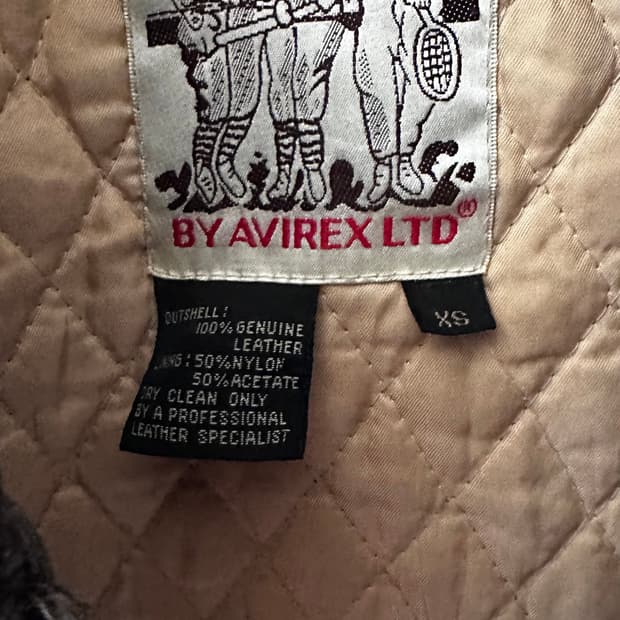 BY AVIREX LTD®
OUTSHELL:
100% GENUINE
LEATHER
LINING: 50% NYLON
50% ACETATE
DRY CLEAN ONLY
BY A PROFESSIONAL
LEATHER SPECIALIST
XS